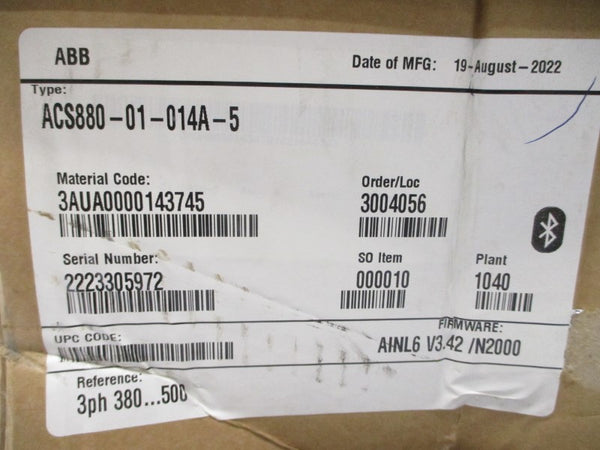 ABB
Date of MFG: 19-August-2022
Type:
ACS880-01-014A-5
Material Code:
3AUA0000143745
Order/Loc
3004056
Serial Number:
2223305972
SO Item
000010
Plant
1040
UPC CODE:
FIRMWARE:
AINL6 V3.42 /N2000
Reference:
3ph 380...500